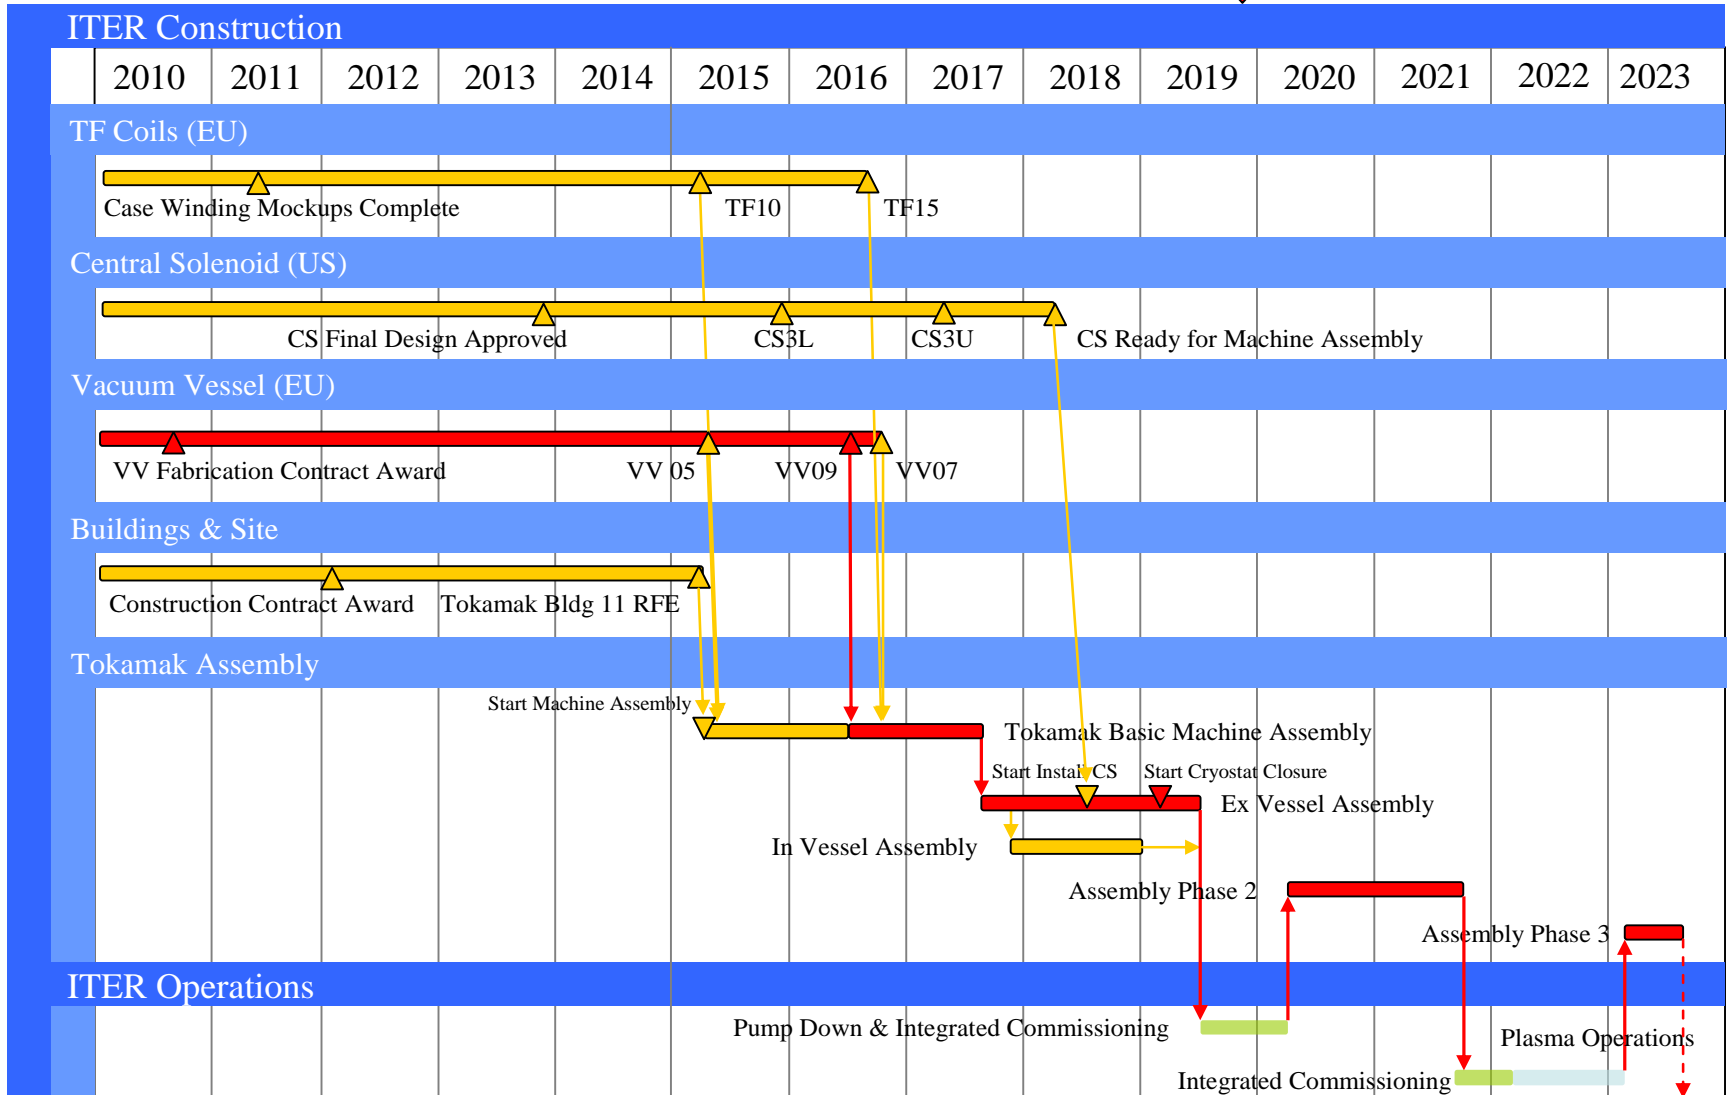 ITER Construction
2010 2011 2012 2013 2014 2015 2016 2017 2018 2019 2020 2021 2022 2023
TF Coils (EU)
Case Winding Mockups Complete TF10 TF15
Central Solenoid (US)
CS Final Design Approved CS3L CS3U CS Ready for Machine Assembly
Vacuum Vessel (EU)
VV Fabrication Contract Award VV 05 VV09 VV07
Buildings & Site
Construction Contract Award Tokamak Bldg 11 RFE
Tokamak Assembly
Start Machine Assembly
Tokamak Basic Machine Assembly
Start Install CS Start Cryostat Closure
Ex Vessel Assembly
In Vessel Assembly
Assembly Phase 2
Assembly Phase 3
ITER Operations
Pump Down & Integrated Commissioning
Plasma Operations
Integrated Commissioning